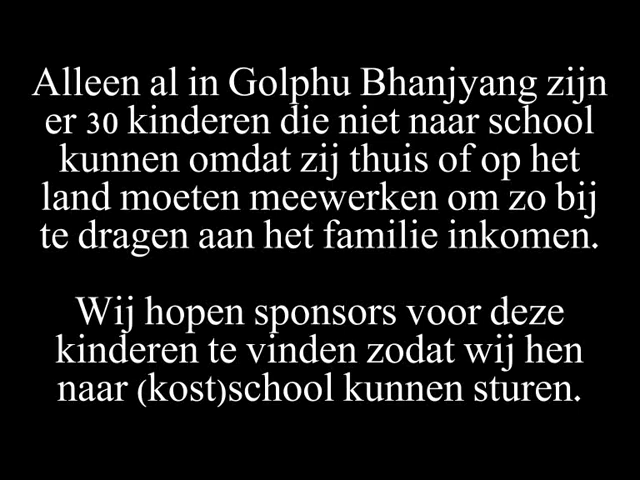 Alleen al in Golphu Bhanjyang zijn
er 30 kinderen die niet naar school
kunnen omdat zij thuis of op het
land moeten meewerken om zo bij
te dragen aan het familie inkomen.
Wij hopen sponsors voor deze
kinderen te vinden zodat wij hen
naar (kost)school kunnen sturen.